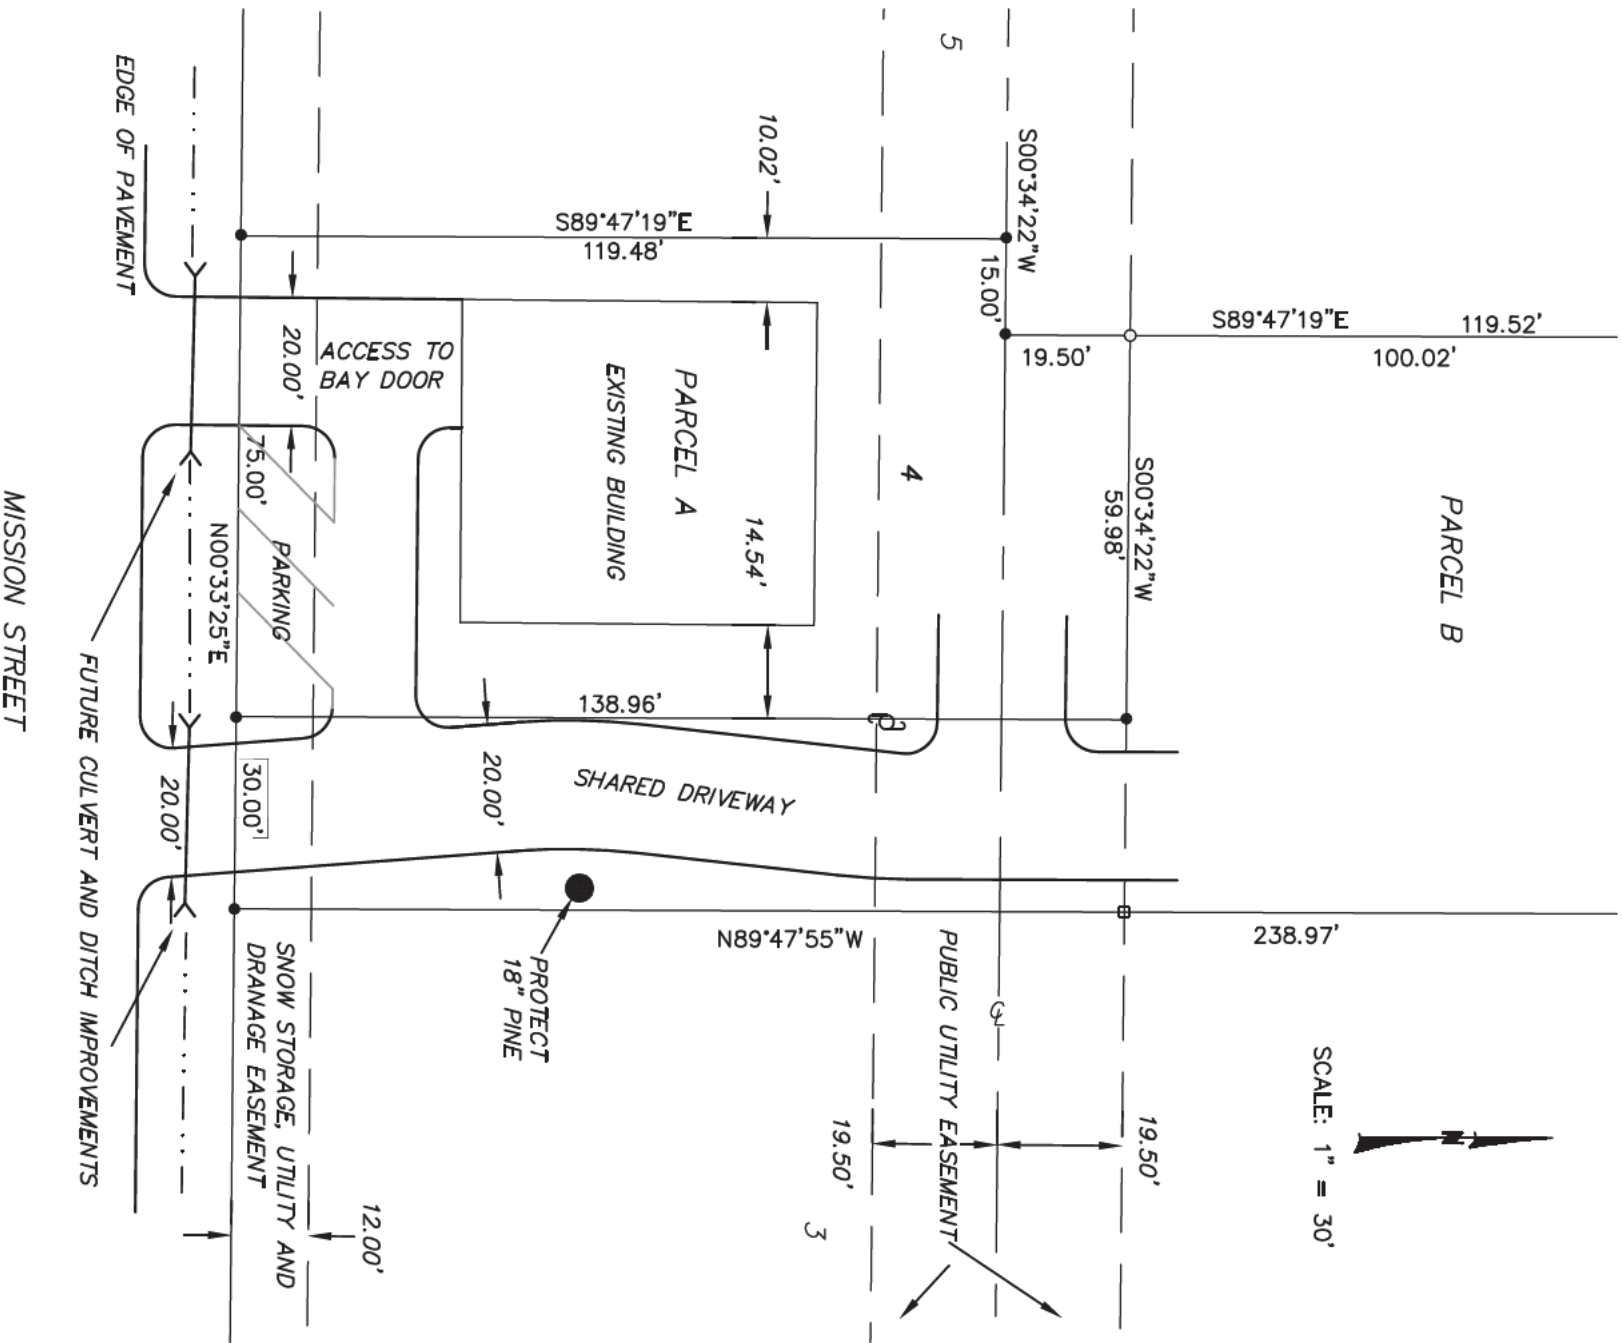 5
EDGE OF PAVEMENT
10.02'
S00°34'22"W
15.00'
S89°47'19"E
119.48'
S89°47'19"E
119.52'
19.50'
100.02'
20.00'
ACCESS TO
BAY DOOR
PARCEL A
EXISTING BUILDING
4
S00°34'22"W
59.98'
PARCEL B
75.00'
14.54'
N00°33'25"E
PARKING
MISSION STREET
138.96'
FUTURE CULVERT AND DITCH IMPROVEMENTS
20.00'
30.00'
20.00'
SHARED DRIVEWAY
N89°47'55"W
238.97'
PROTECT
18" PINE
SNOW STORAGE, UTILITY AND
DRANAGE EASEMENT
PUBLIC UTILITY EASEMENT
CL
SCALE: 1" = 30'
N
19.50'
19.50'
3
12.00'